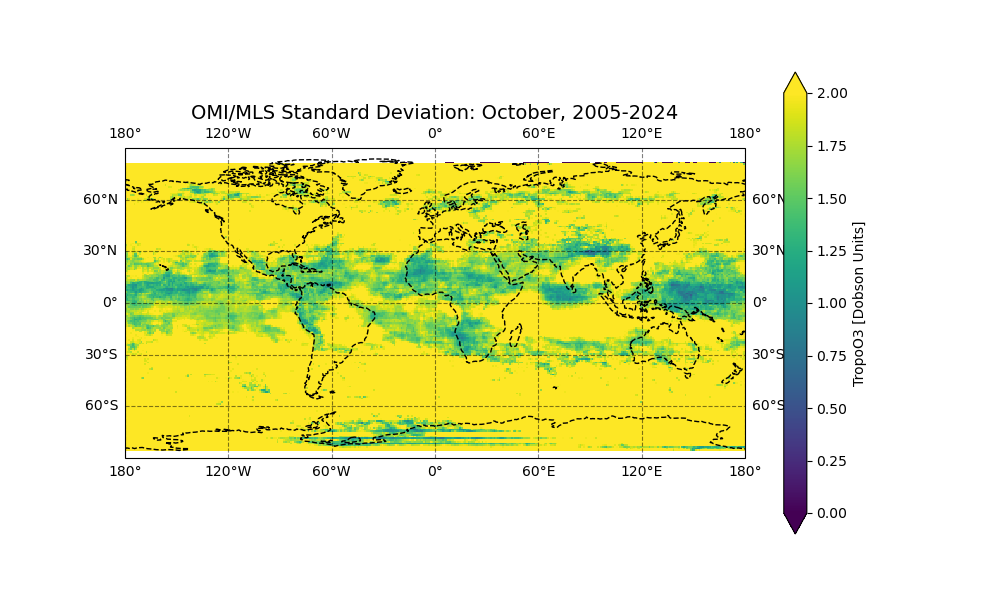 OMI/MLS Standard Deviation: October, 2005-2024
180° 120°W 60°W 0° 60°E 120°E 180°
60°N 60°N
30°N 30°N
0° 0°
30°S 30°S
60°S 60°S
180° 120°W 60°W 0° 60°E 120°E 180°
2.00
1.75
1.50
1.25
1.00
0.75
0.50
0.25
0.00
TropoO3 [Dobson Units]